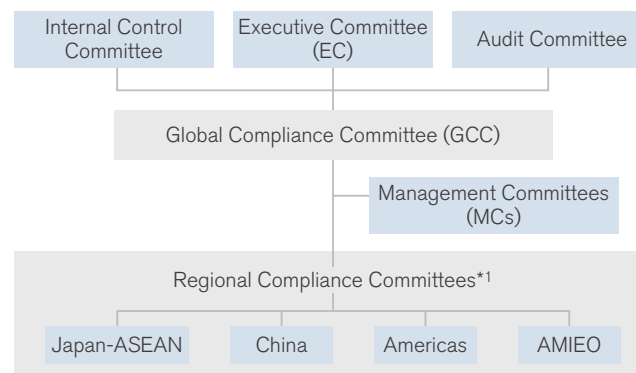 Internal Control
Committee
Executive Committee
(EC)
Audit Committee
Global Compliance Committee (GCC)
Management Committees
(MCs)
Regional Compliance Committees*1
Japan-ASEAN
China
Americas
AMIEO